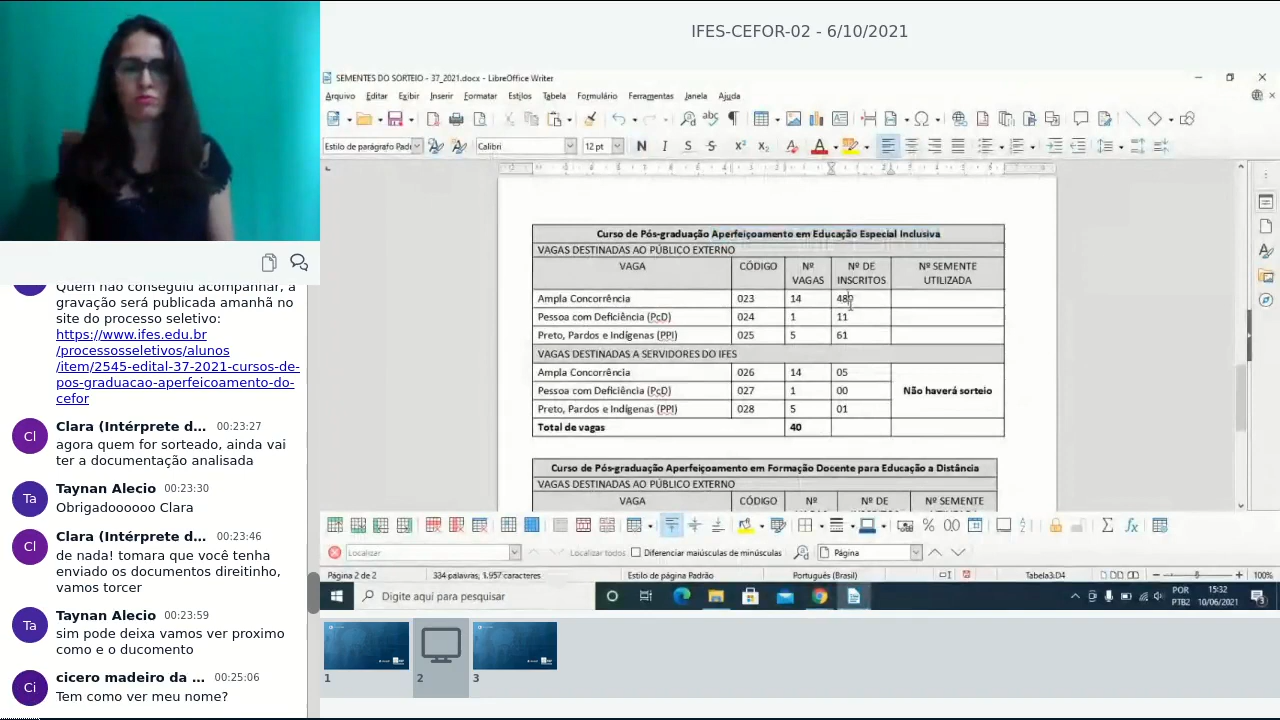 IFES-CEFOR-02 - 6/10/2021
Quem não conseguiu acompanhar, a
gravação será publicada amanhã no
site do processo seletivo:
https://www.ifes.edu.br
/processosseletivos/alunos
/item/2545-edital-37-2021-cursos-de-
pos-graduacao-aperfeicoamento-do-
cefor
Cl
Clara (Intérprete d... 00:23:27
agora quem for sorteado, ainda vai
ter a documentação analisada
Ta
Taynan Alecio 00:23:30
Obrigadoooooo Clara
Cl
Clara (Intérprete d... 00:23:46
de nada! tomara que você tenha
enviado os documentos direitinho,
vamos torcer
Ta
Taynan Alecio 00:23:59
sim pode deixa vamos ver proximo
como e o ducomento
Ci
cicero madeiro da ... 00:25:06
Tem como ver meu nome?
SEMENTES DO SORTEIO - 37_2021.docx - LibreOffice Writer
Arquivo Editar Exibir Inserir Formatar Estilos Tabela Formulário Ferramentas Janela Ajuda
Estilo de parágrafo Padr Calibri 12 pt N I S S
Curso de Pós-graduação Aperfeiçoamento em Educação Especial Inclusiva
VAGAS DESTINADAS AO PÚBLICO EXTERNO
VAGA CÓDIGO Nº VAGAS Nº DE INSCRITOS Nº SEMENTE UTILIZADA
Ampla Concorrência 023 14
Pessoa com Deficiência (PcD) 024 1 11
Preto, Pardos e Indígenas (PPI) 025 5 61
VAGAS DESTINADAS A SERVIDORES DO IFES
Ampla Concorrência 026 14 05
Pessoa com Deficiência (PcD) 027 1 00 Não haverá sorteio
Preto, Pardos e Indígenas (PPI) 028 5 01
Total de vagas 40
Curso de Pós-graduação Aperfeiçoamento em Formação Docente para Educação a Distância
VAGAS DESTINADAS AO PÚBLICO EXTERNO
VAGA CÓDIGO Nº Nº DE Nº SEMENTE
Localizar Localizar todos Diferenciar maiúsculas de minúsculas Página
Página 2 de 2 334 palavras, 1.957 caracteres Estilo de página Padrão Português (Brasil) Tabela3:D4 100%
Digite aqui para pesquisar
POR 15:32
PTB2 10/06/2021
1 2 3